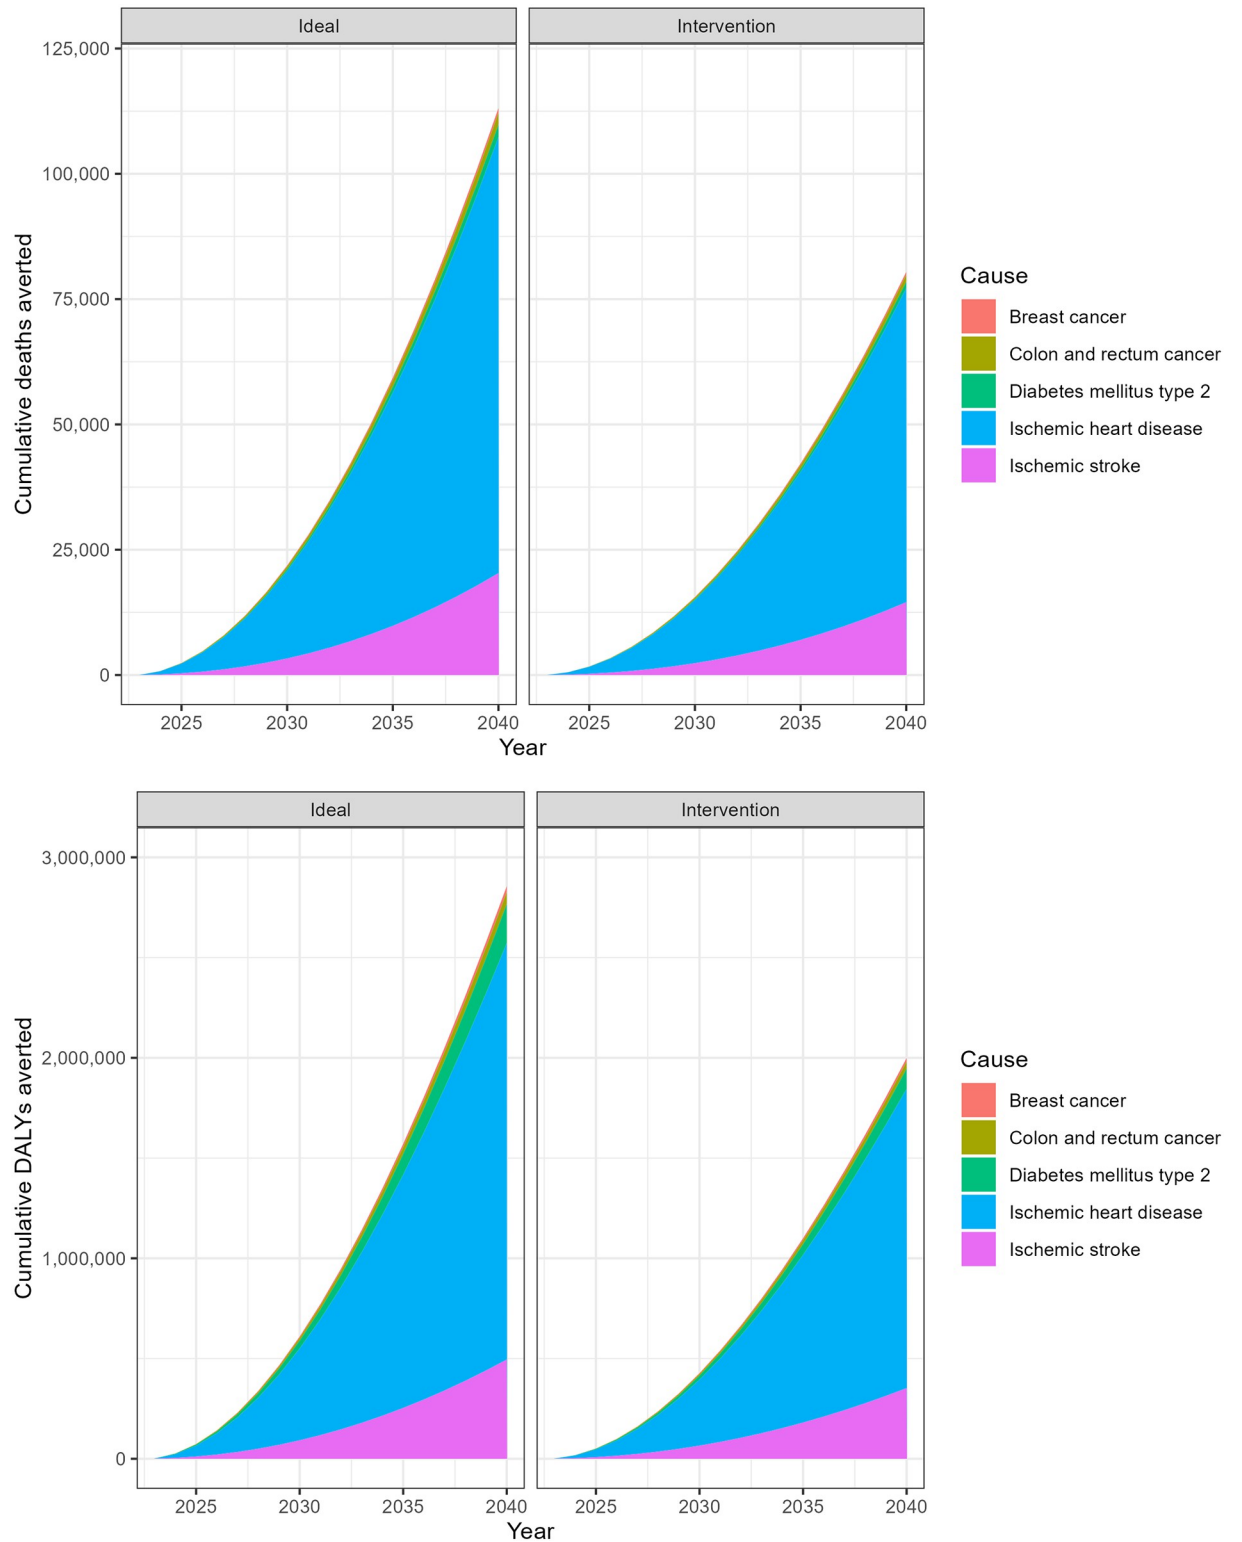 Ideal
Intervention
125,000
100,000
75,000
50,000
25,000
0
Cumulative deaths averted
2025
2030
2035
2040
2025
2030
2035
2040
Year
Cause
Breast cancer
Colon and rectum cancer
Diabetes mellitus type 2
Ischemic heart disease
Ischemic stroke
Ideal
Intervention
3,000,000
2,000,000
1,000,000
0
Cumulative DALYs averted
2025
2030
2035
2040
2025
2030
2035
2040
Year
Cause
Breast cancer
Colon and rectum cancer
Diabetes mellitus type 2
Ischemic heart disease
Ischemic stroke